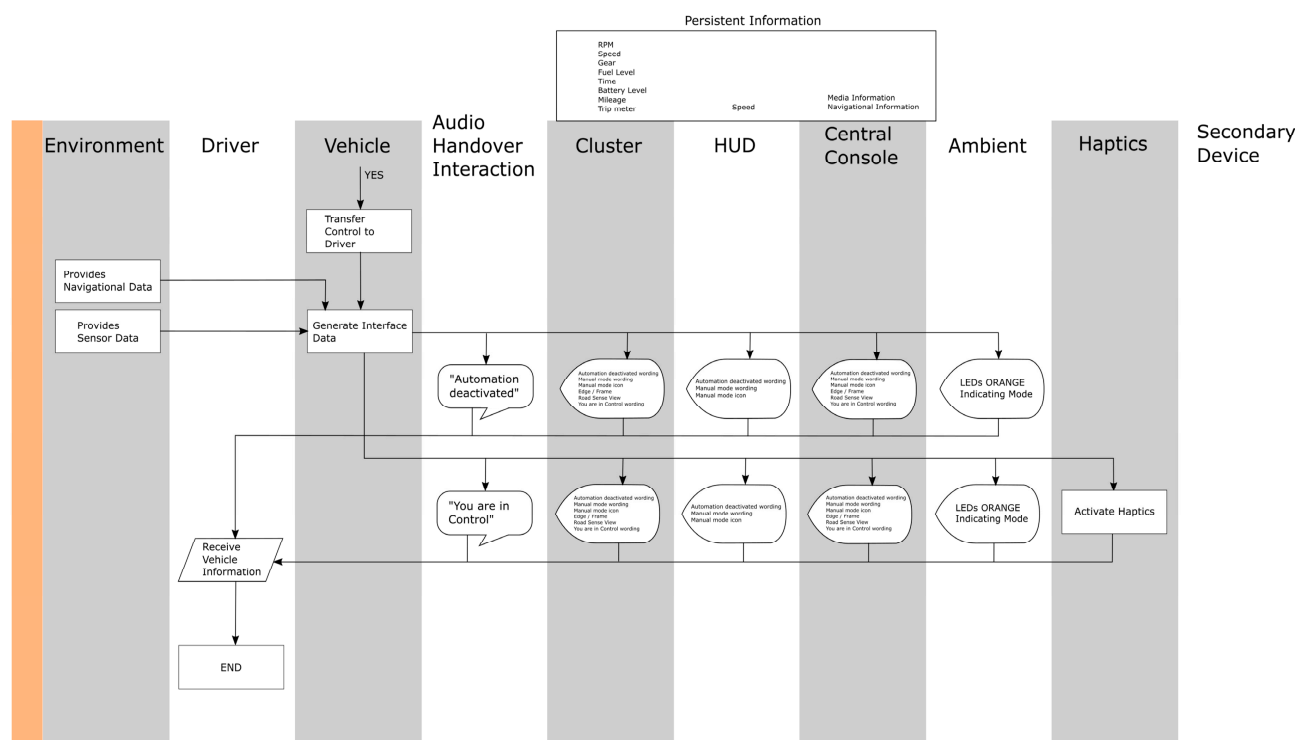 Persistent Information
RPM
Speed
Gear
Fuel Level
Time
Battery Level
Mileage
Trip meter
Speed
Media Information
Navigational Information
Environment
Driver
Vehicle
Audio
Handover
Interaction
Cluster
HUD
Central
Console
Ambient
Haptics
Secondary
Device
YES
Transfer
Control to
Driver
Provides
Navigational Data
Provides
Sensor Data
Generate Interface
Data
"Automation
deactivated"
Automation deactivated wording
Manual mode wording
Manual mode icon
Edge / Frame
Road Sense View
You are in Control wording
Automation deactivated wording
Manual mode wording
Manual mode icon
Automation deactivated wording
Manual mode wording
Manual mode icon
Edge / Frame
Road Sense View
You are in Control wording
LEDs ORANGE
Indicating Mode
"You are in
Control"
Automation deactivated wording
Manual mode wording
Manual mode icon
Edge / Frame
Road Sense View
You are in Control wording
Automation deactivated wording
Manual mode wording
Manual mode icon
Automation deactivated wording
Manual mode wording
Manual mode icon
Edge / Frame
Road Sense View
You are in Control wording
LEDs ORANGE
Indicating Mode
Activate Haptics
Receive
Vehicle
Information
END